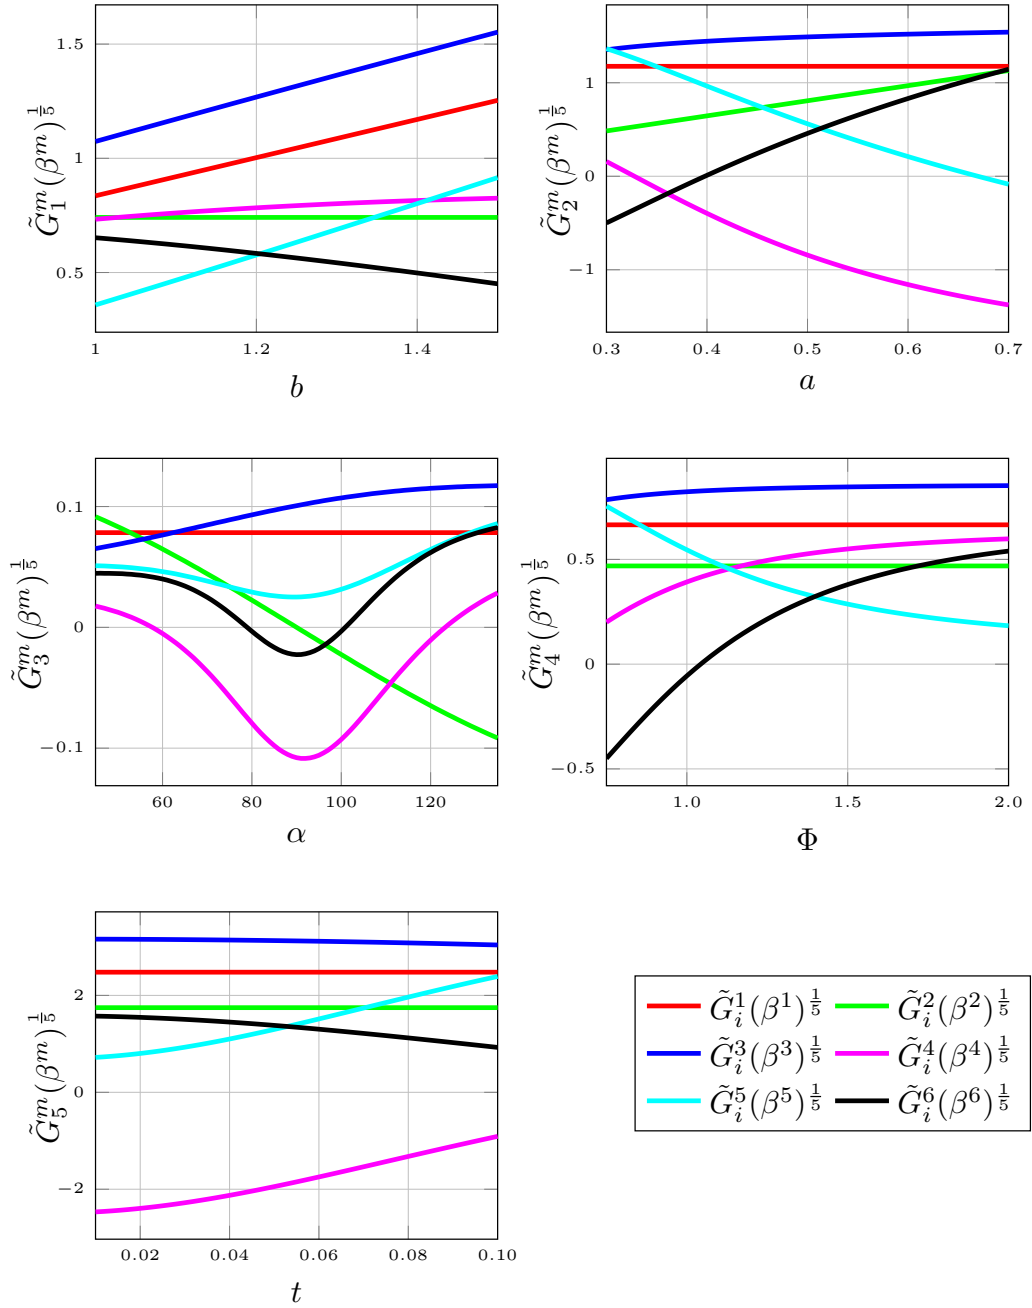 1.5
1
0.5
G̃₁ᵐ(βᵐ)^(1/5)
1 1.2 1.4
b
1
0
−1
G̃₂ᵐ(βᵐ)^(1/5)
0.3 0.4 0.5 0.6 0.7
a
0.1
0
−0.1
G̃₃ᵐ(βᵐ)^(1/5)
60 80 100 120
α
0.5
0
−0.5
G̃₄ᵐ(βᵐ)^(1/5)
1.0 1.5 2.0
Φ
2
0
−2
G̃₅ᵐ(βᵐ)^(1/5)
0.02 0.04 0.06 0.08 0.10
t
G̃ᵢ¹(β¹)^(1/5) G̃ᵢ²(β²)^(1/5)
G̃ᵢ³(β³)^(1/5) G̃ᵢ⁴(β⁴)^(1/5)
G̃ᵢ⁵(β⁵)^(1/5) G̃ᵢ⁶(β⁶)^(1/5)